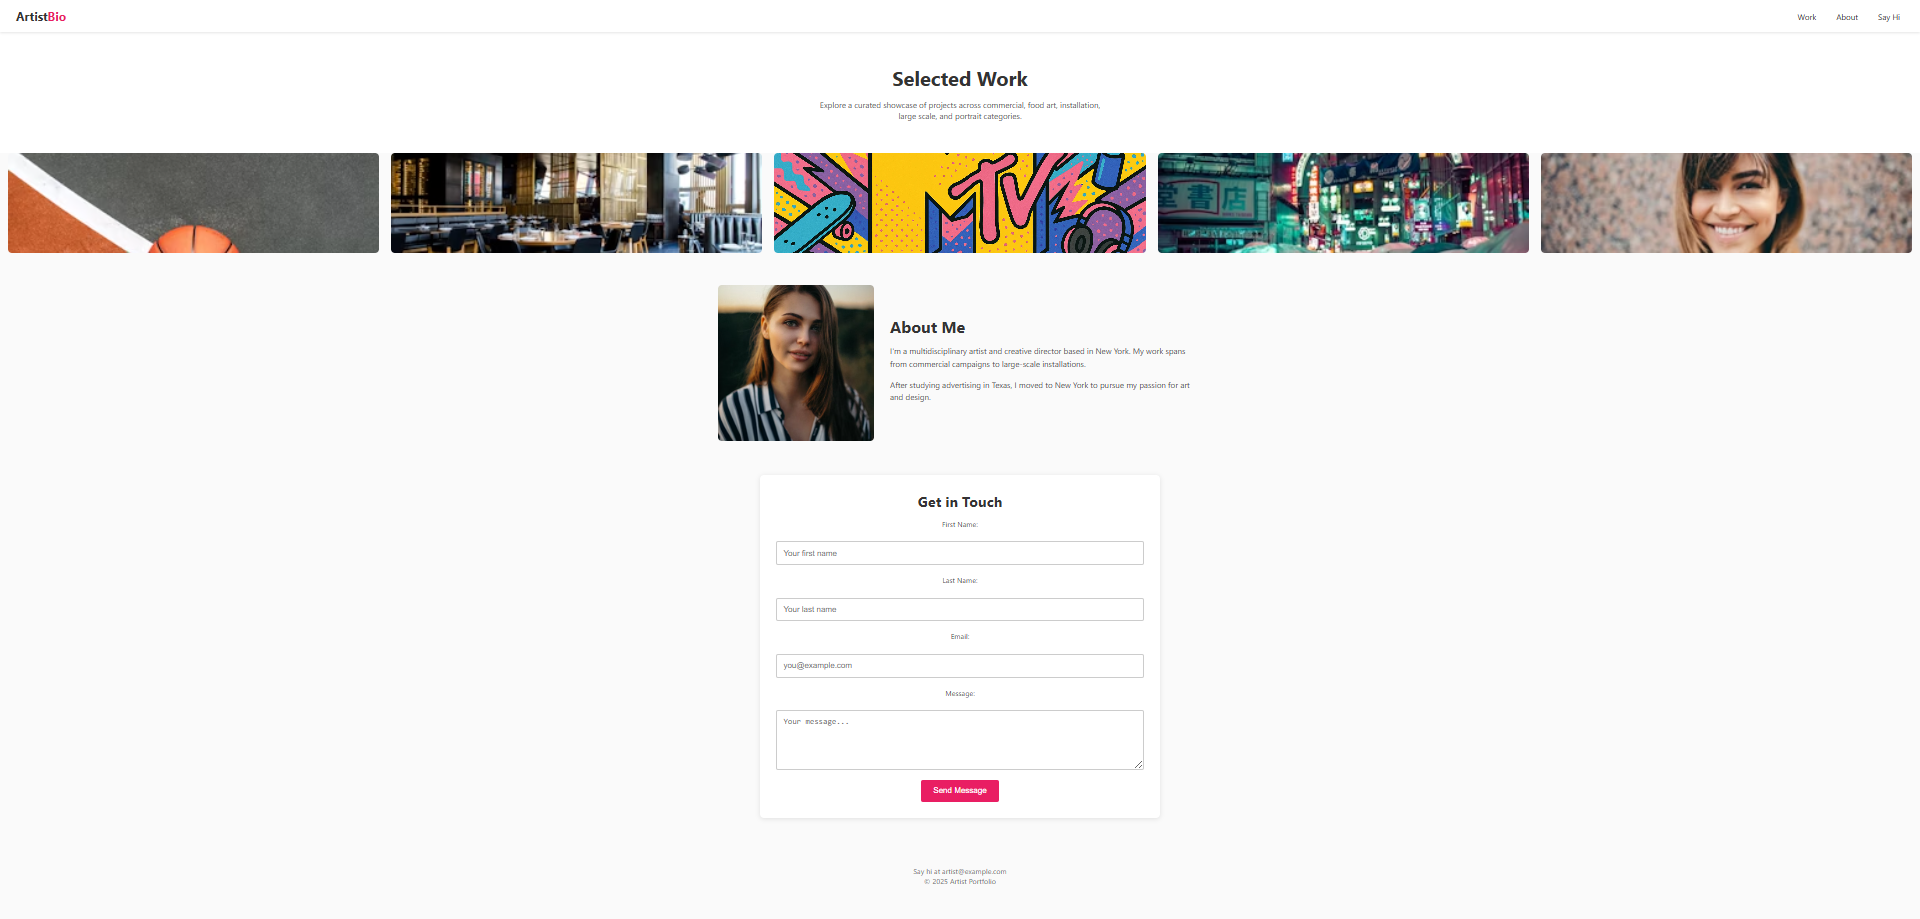 ArtistBio
Work About Say Hi
Selected Work
Explore a curated showcase of projects across commercial, food art, installation,
large scale, and portrait categories.
MTV
堂書店
About Me
I'm a multidisciplinary artist and creative director based in New York. My work spans
from commercial campaigns to large-scale installations.
After studying advertising in Texas, I moved to New York to pursue my passion for art
and design.
Get in Touch
First Name:
Your first name
Last Name:
Your last name
Email:
you@example.com
Message:
Your message...
Send Message
Say hi at artist@example.com
© 2025 Artist Portfolio